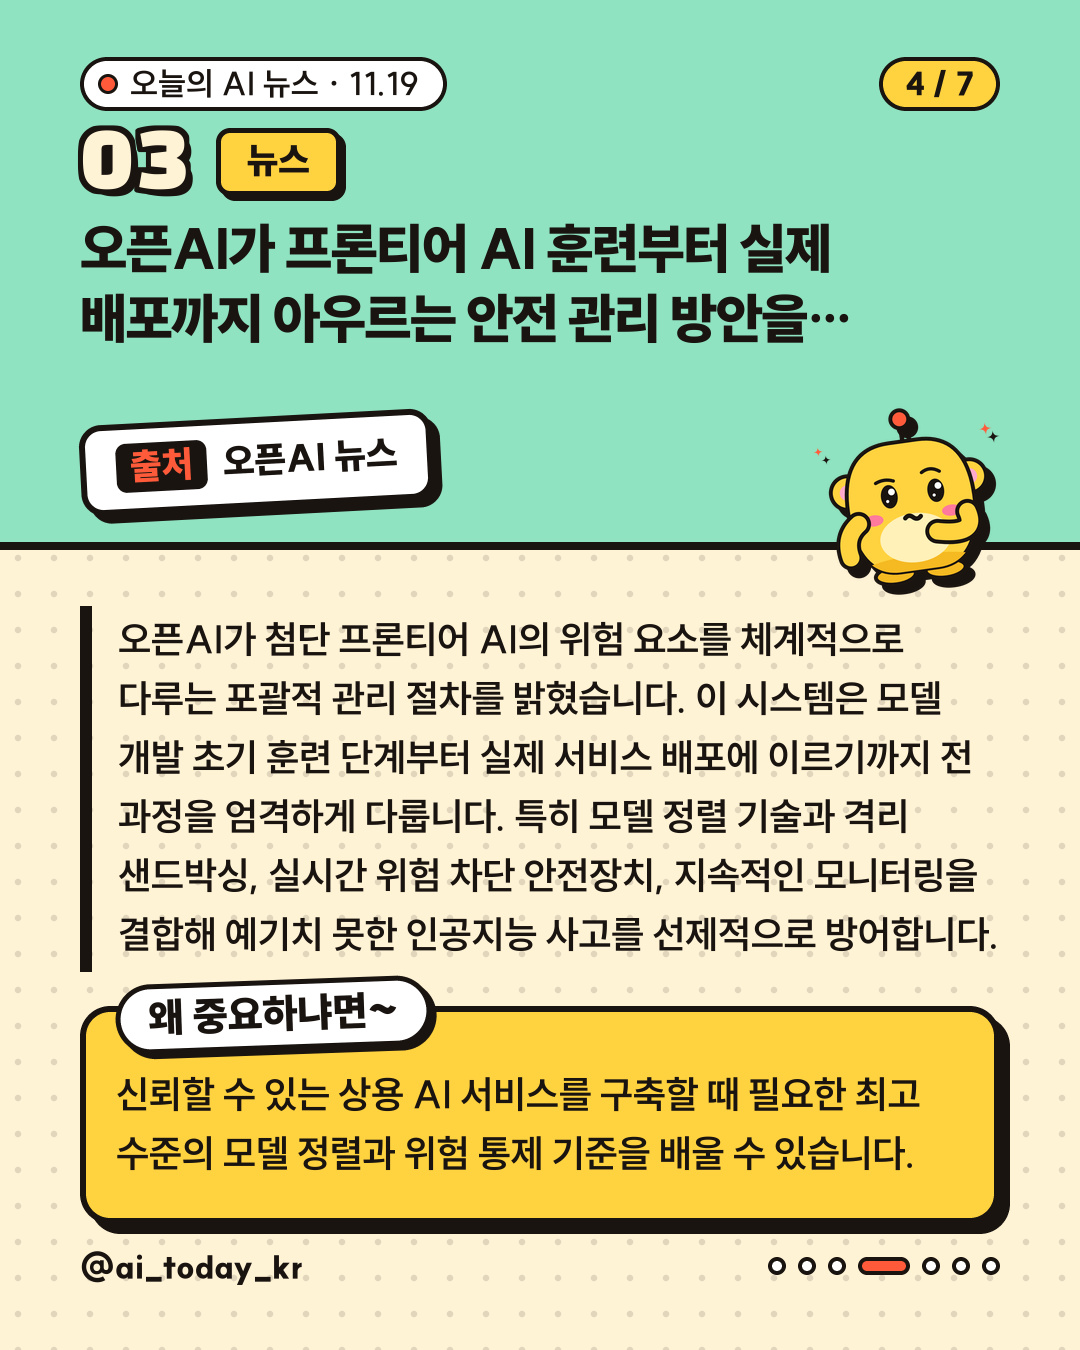 오늘의 AI 뉴스 · 11.19
4 / 7
03
뉴스
오픈AI가 프론티어 AI 훈련부터 실제
배포까지 아우르는 안전 관리 방안을…
출처 오픈AI 뉴스
오픈AI가 첨단 프론티어 AI의 위험 요소를 체계적으로
다루는 포괄적 관리 절차를 밝혔습니다. 이 시스템은 모델
개발 초기 훈련 단계부터 실제 서비스 배포에 이르기까지 전
과정을 엄격하게 다룹니다. 특히 모델 정렬 기술과 격리
샌드박싱, 실시간 위험 차단 안전장치, 지속적인 모니터링을
결합해 예기치 못한 인공지능 사고를 선제적으로 방어합니다.
왜 중요하냐면~
신뢰할 수 있는 상용 AI 서비스를 구축할 때 필요한 최고
수준의 모델 정렬과 위험 통제 기준을 배울 수 있습니다.
@ai_today_kr